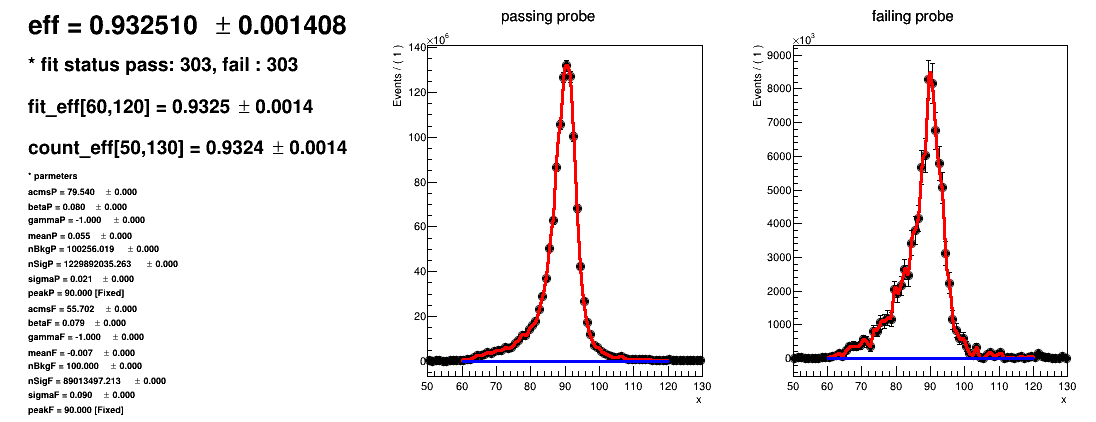 eff = 0.932510 ± 0.001408
* fit status pass: 303, fail : 303
fit_eff[60,120] = 0.9325 ± 0.0014
count_eff[50,130] = 0.9324 ± 0.0014
* parmeters
acmsP = 79.540 ± 0.000
betaP = 0.080 ± 0.000
gammaP = -1.000 ± 0.000
meanP = 0.055 ± 0.000
nBkgP = 100256.019 ± 0.000
nSigP = 1229892035.263 ± 0.000
sigmaP = 0.021 ± 0.000
peakP = 90.000 [Fixed]
acmsF = 55.702 ± 0.000
betaF = 0.079 ± 0.000
gammaF = -1.000 ± 0.000
meanF = -0.007 ± 0.000
nBkgF = 100.000 ± 0.000
nSigF = 89013497.213 ± 0.000
sigmaF = 0.090 ± 0.000
peakF = 90.000 [Fixed]
passing probe
×10⁶
Events / ( 1 )
140
120
100
80
60
40
20
0
50 60 70 80 90 100 110 120 130
x
failing probe
×10³
Events / ( 1 )
9000
8000
7000
6000
5000
4000
3000
2000
1000
0
50 60 70 80 90 100 110 120 130
x